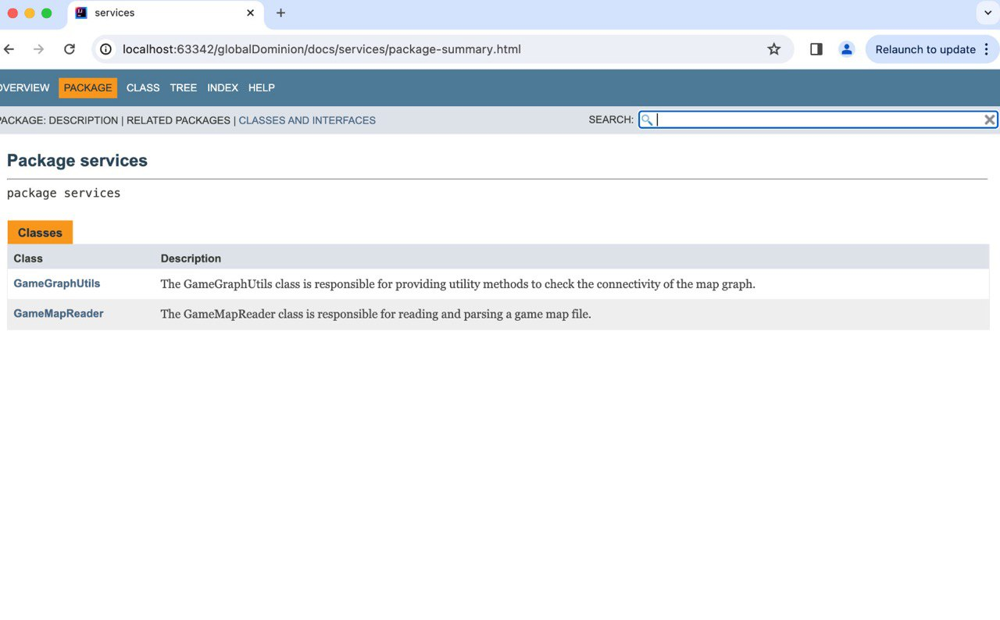 services
localhost:63342/globalDominion/docs/services/package-summary.html
Relaunch to update
OVERVIEW PACKAGE CLASS TREE INDEX HELP
PACKAGE: DESCRIPTION | RELATED PACKAGES | CLASSES AND INTERFACES
SEARCH:
Package services
package services
Classes
Class Description
GameGraphUtils The GameGraphUtils class is responsible for providing utility methods to check the connectivity of the map graph.
GameMapReader The GameMapReader class is responsible for reading and parsing a game map file.